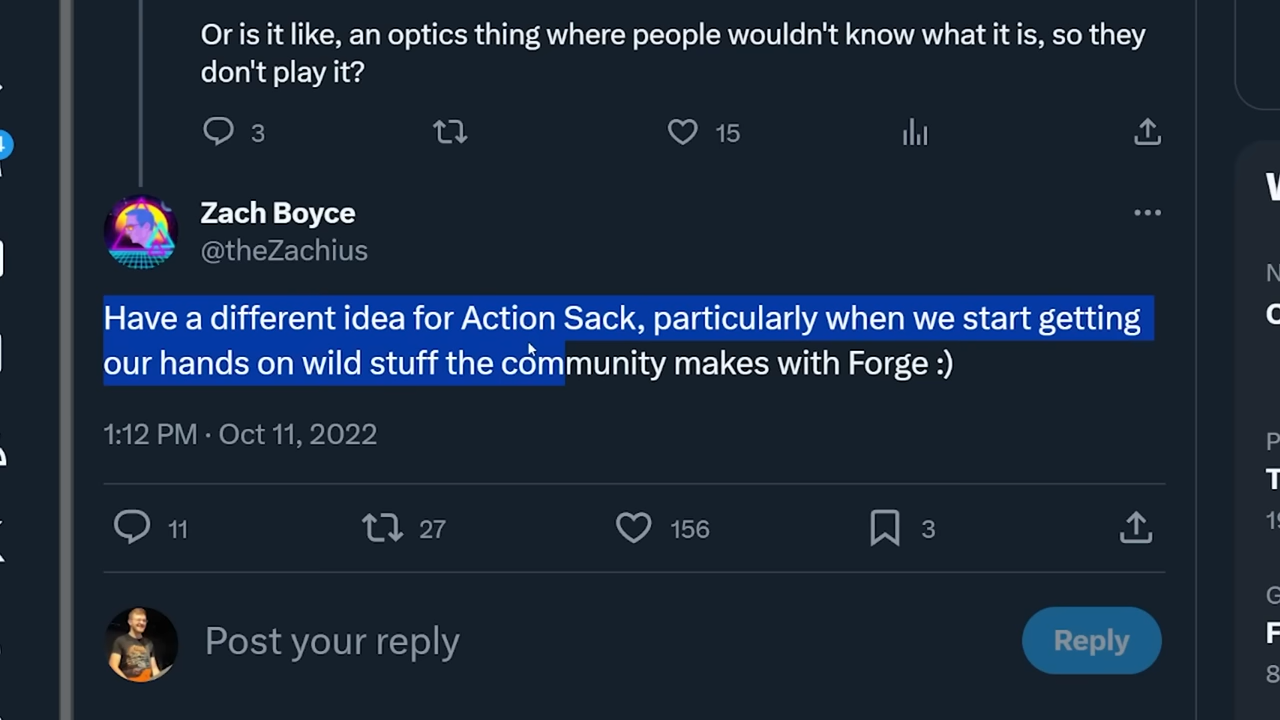 Or is it like, an optics thing where people wouldn't know what it is, so they
don't play it?
3
15
Zach Boyce
@theZachius
Have a different idea for Action Sack, particularly when we start getting
our hands on wild stuff the community makes with Forge :)
1:12 PM · Oct 11, 2022
11
27
156
3
Post your reply
Reply